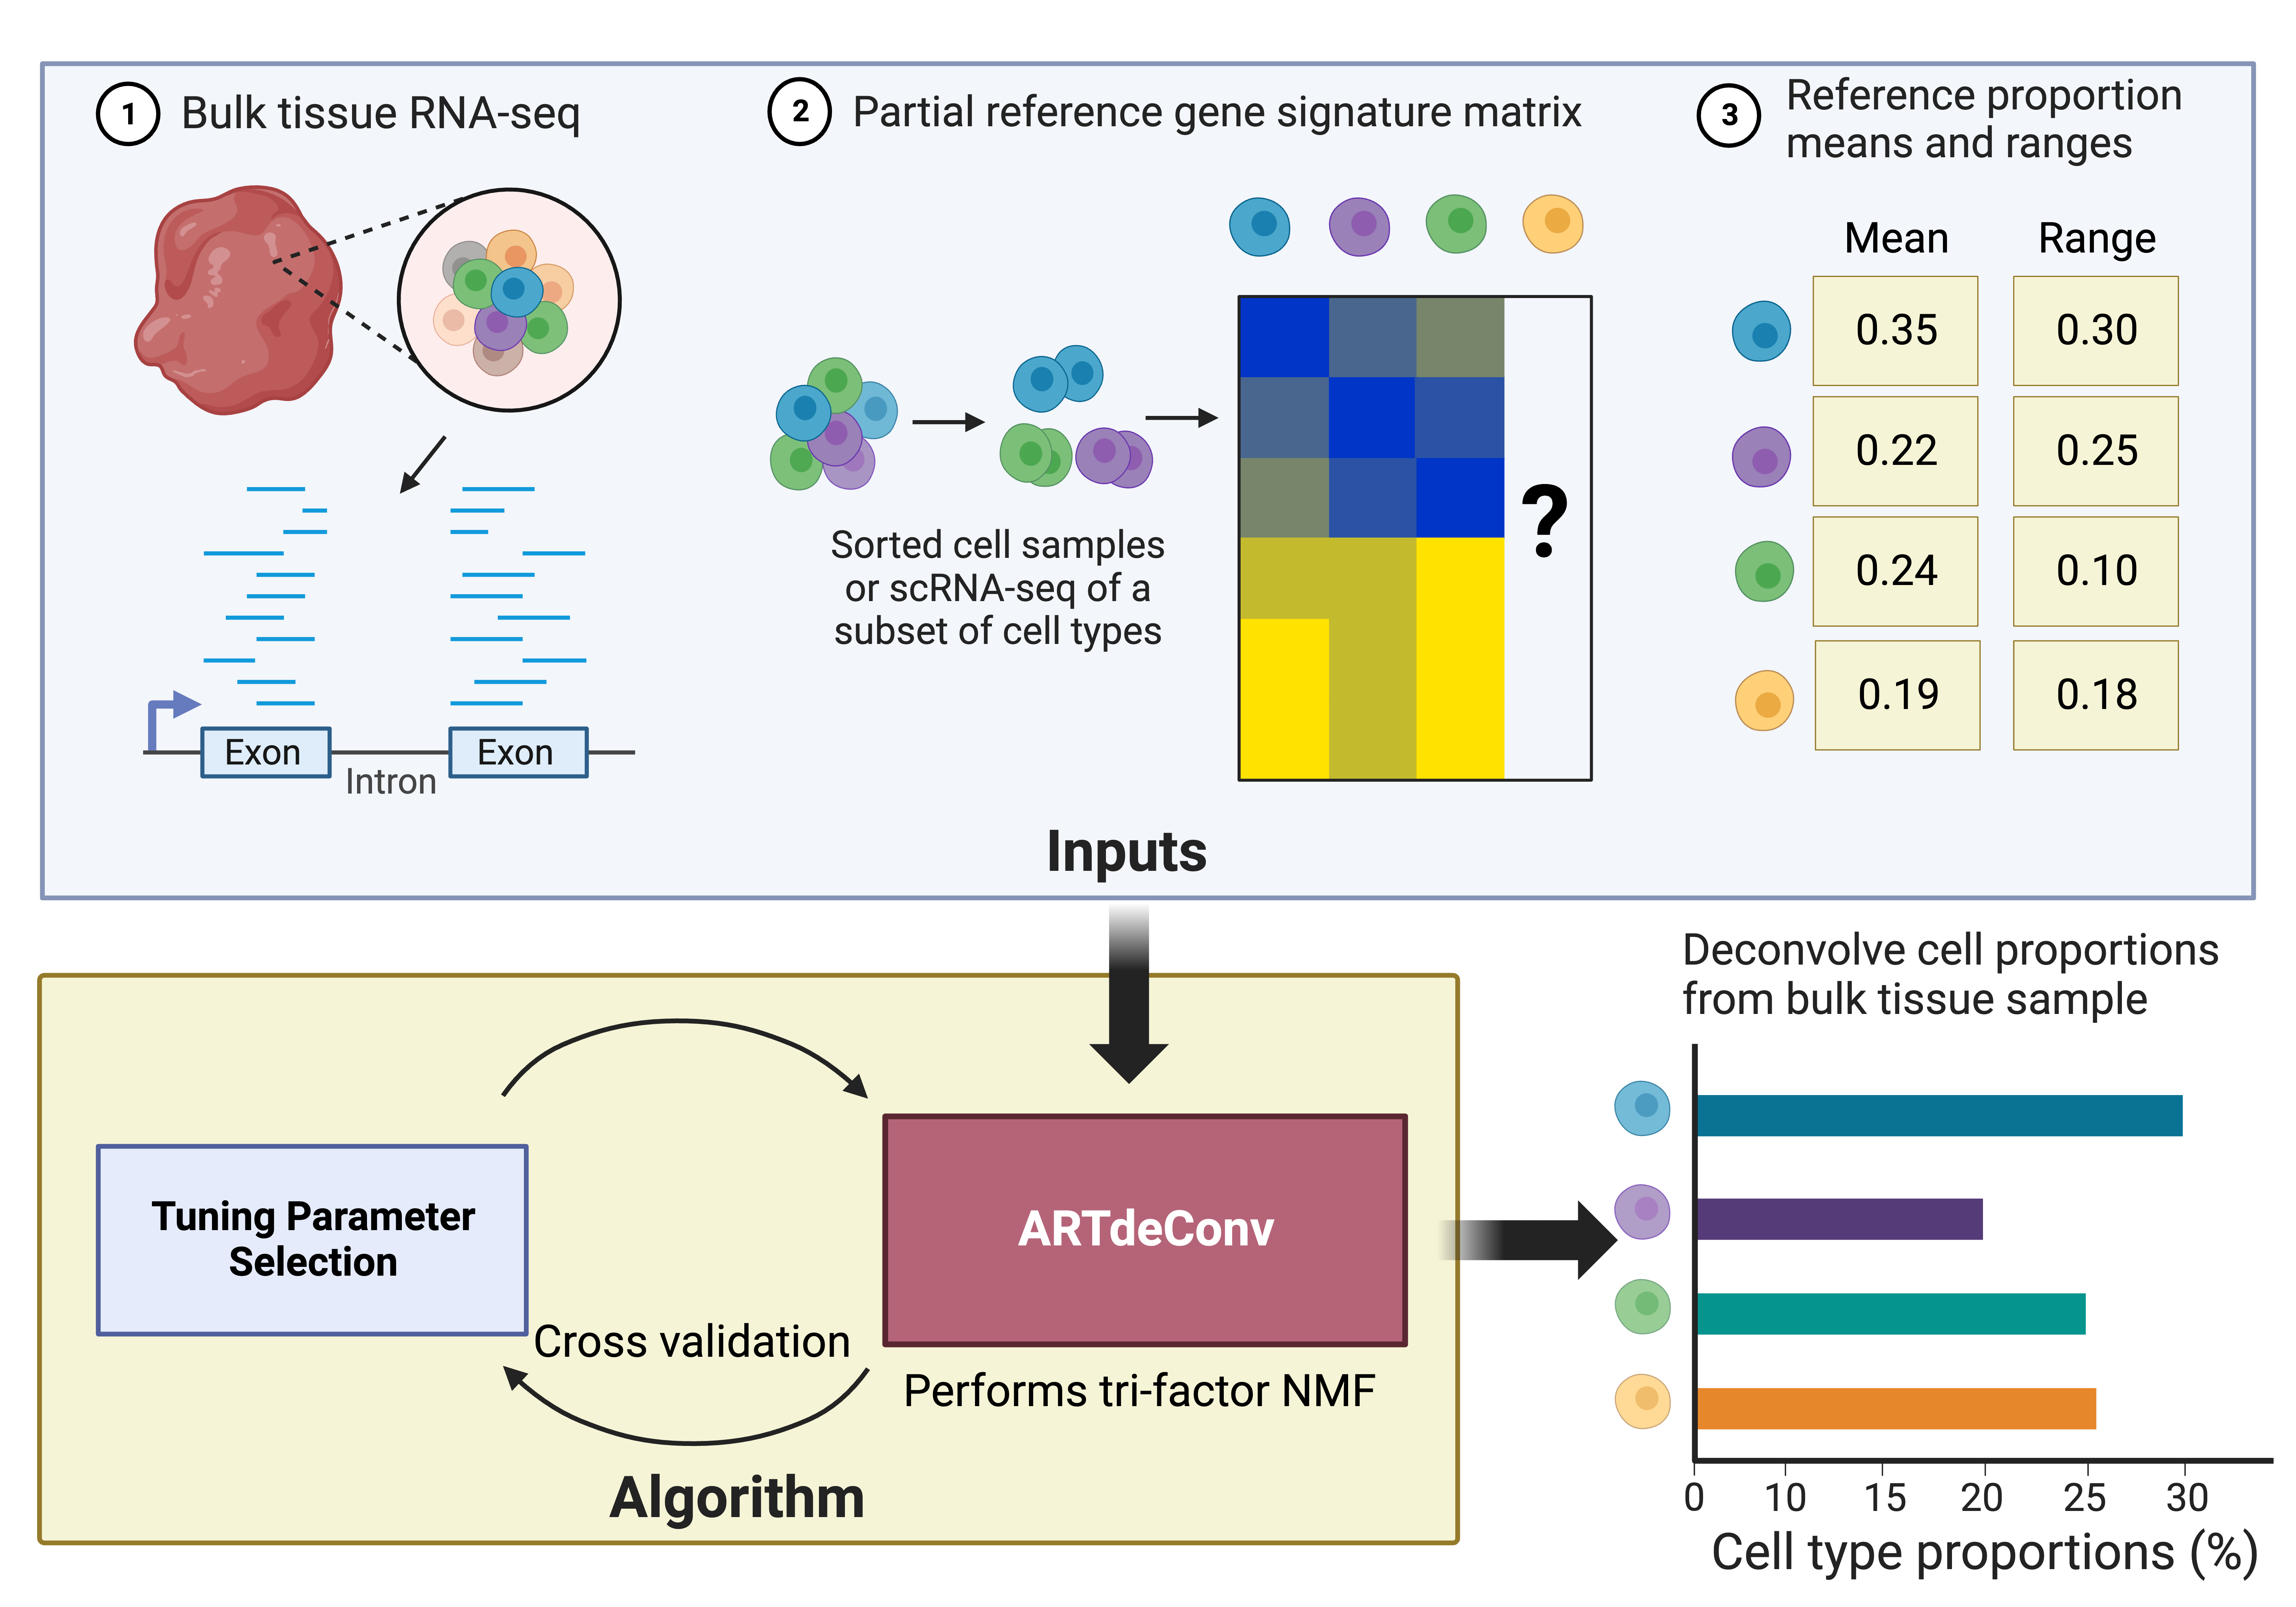 1 Bulk tissue RNA-seq
Exon
Intron
Exon
2 Partial reference gene signature matrix
Sorted cell samples
or scRNA-seq of a
subset of cell types
?
3 Reference proportion
means and ranges
Mean Range
0.35 0.30
0.22 0.25
0.24 0.10
0.19 0.18
Inputs
Tuning Parameter
Selection
Cross validation
ARTdeConv
Performs tri-factor NMF
Algorithm
Deconvolve cell proportions
from bulk tissue sample
0 10 15 20 25 30
Cell type proportions (%)